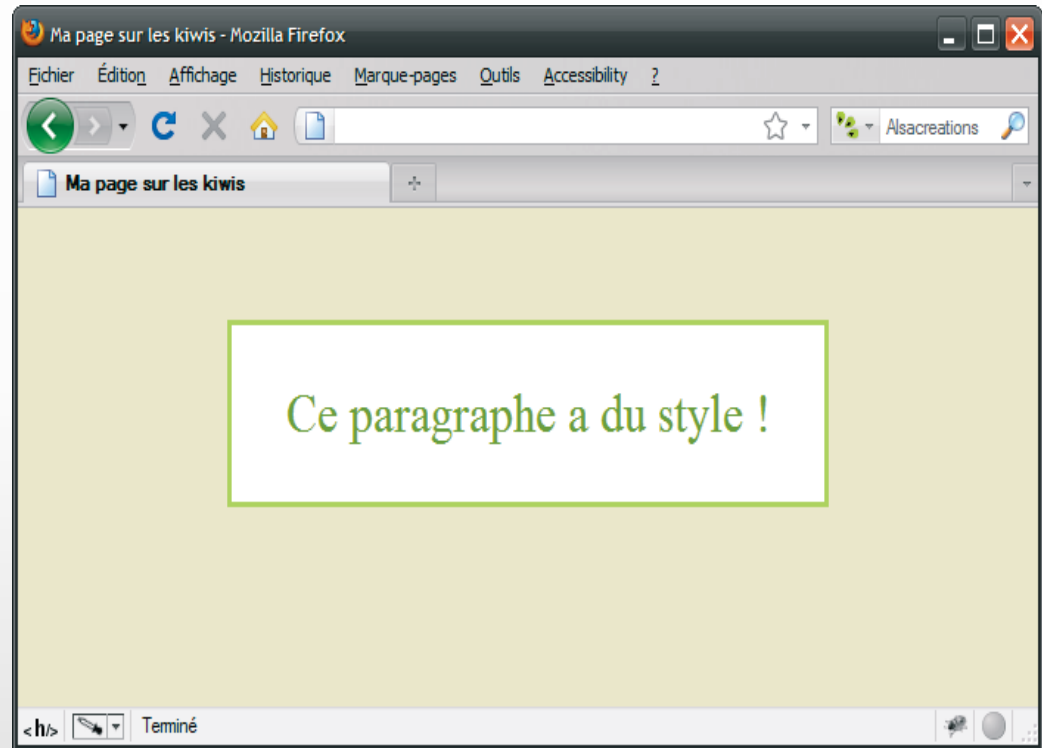 Ma page sur les kiwis - Mozilla Firefox
Fichier Édition Affichage Historique Marque-pages Outils Accessibility ?
Alsacreations
Ma page sur les kiwis
Ce paragraphe a du style !
<h/> Terminé